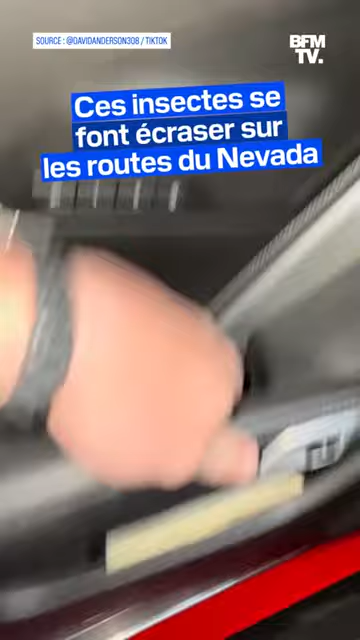 SOURCE : @DAVIDANDERSON308 / TIKTOK
BFM
TV.
Ces insectes se
font écraser sur
les routes du Nevada